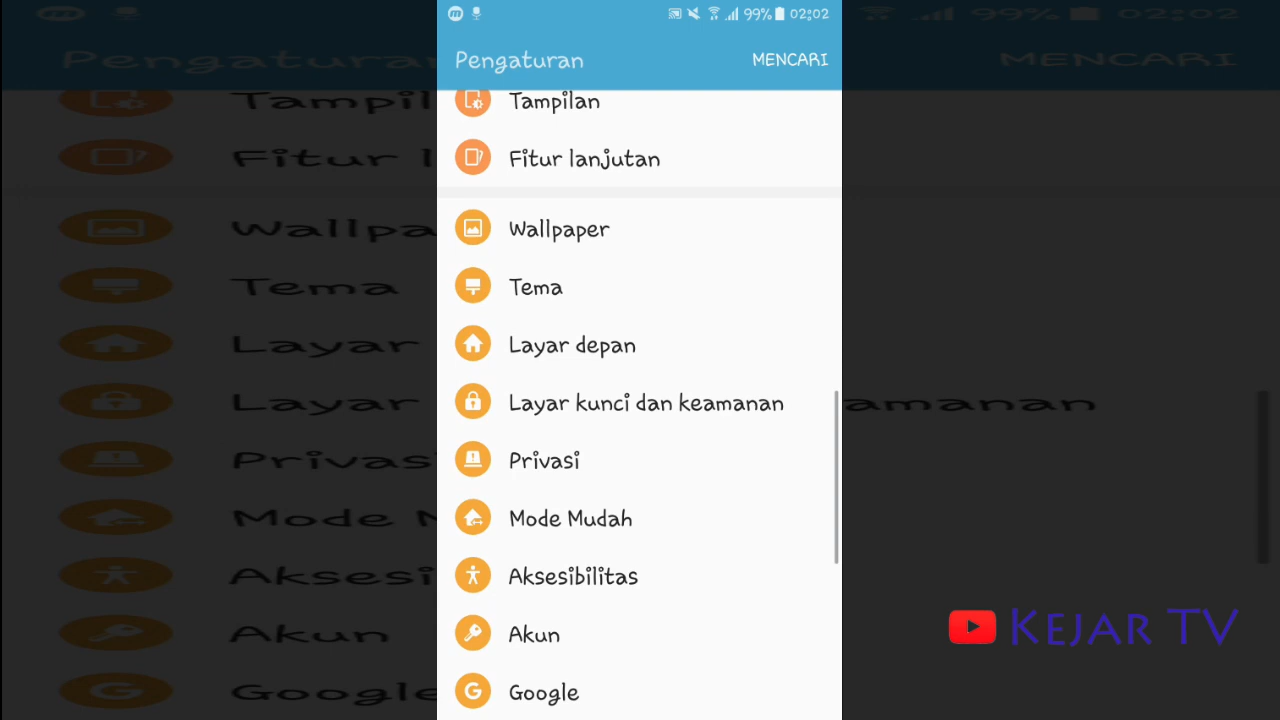 99% 02:02
Pengaturan MENCARI
Tampilan
Fitur lanjutan
Wallpaper
Tema
Layar depan
Layar kunci dan keamanan
Privasi
Mode Mudah
Aksesibilitas
Akun
Google
KEJAR TV